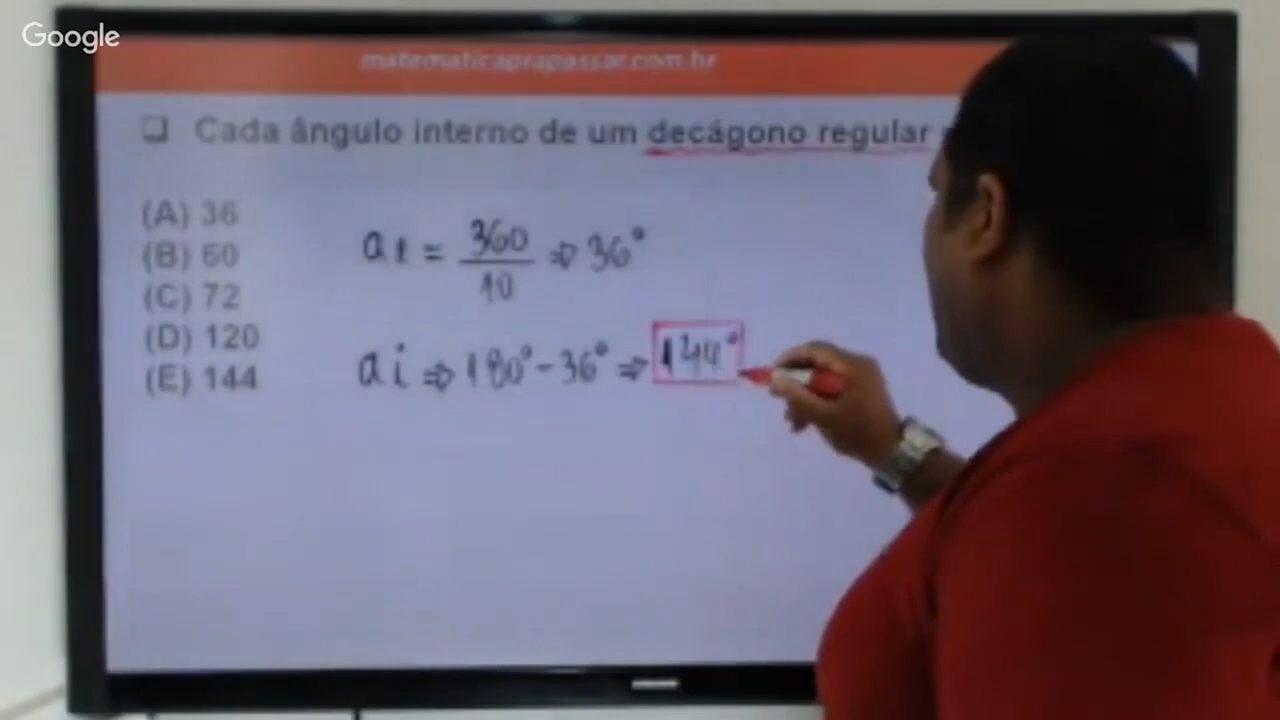 Google
matematicaprapassar.com.br
❑ Cada ângulo interno de um decágono regular
(A) 36
(B) 60
(C) 72
(D) 120
(E) 144
ae = 360/10 ⇒ 36°
ai ⇒ 180° - 36° ⇒ 144°